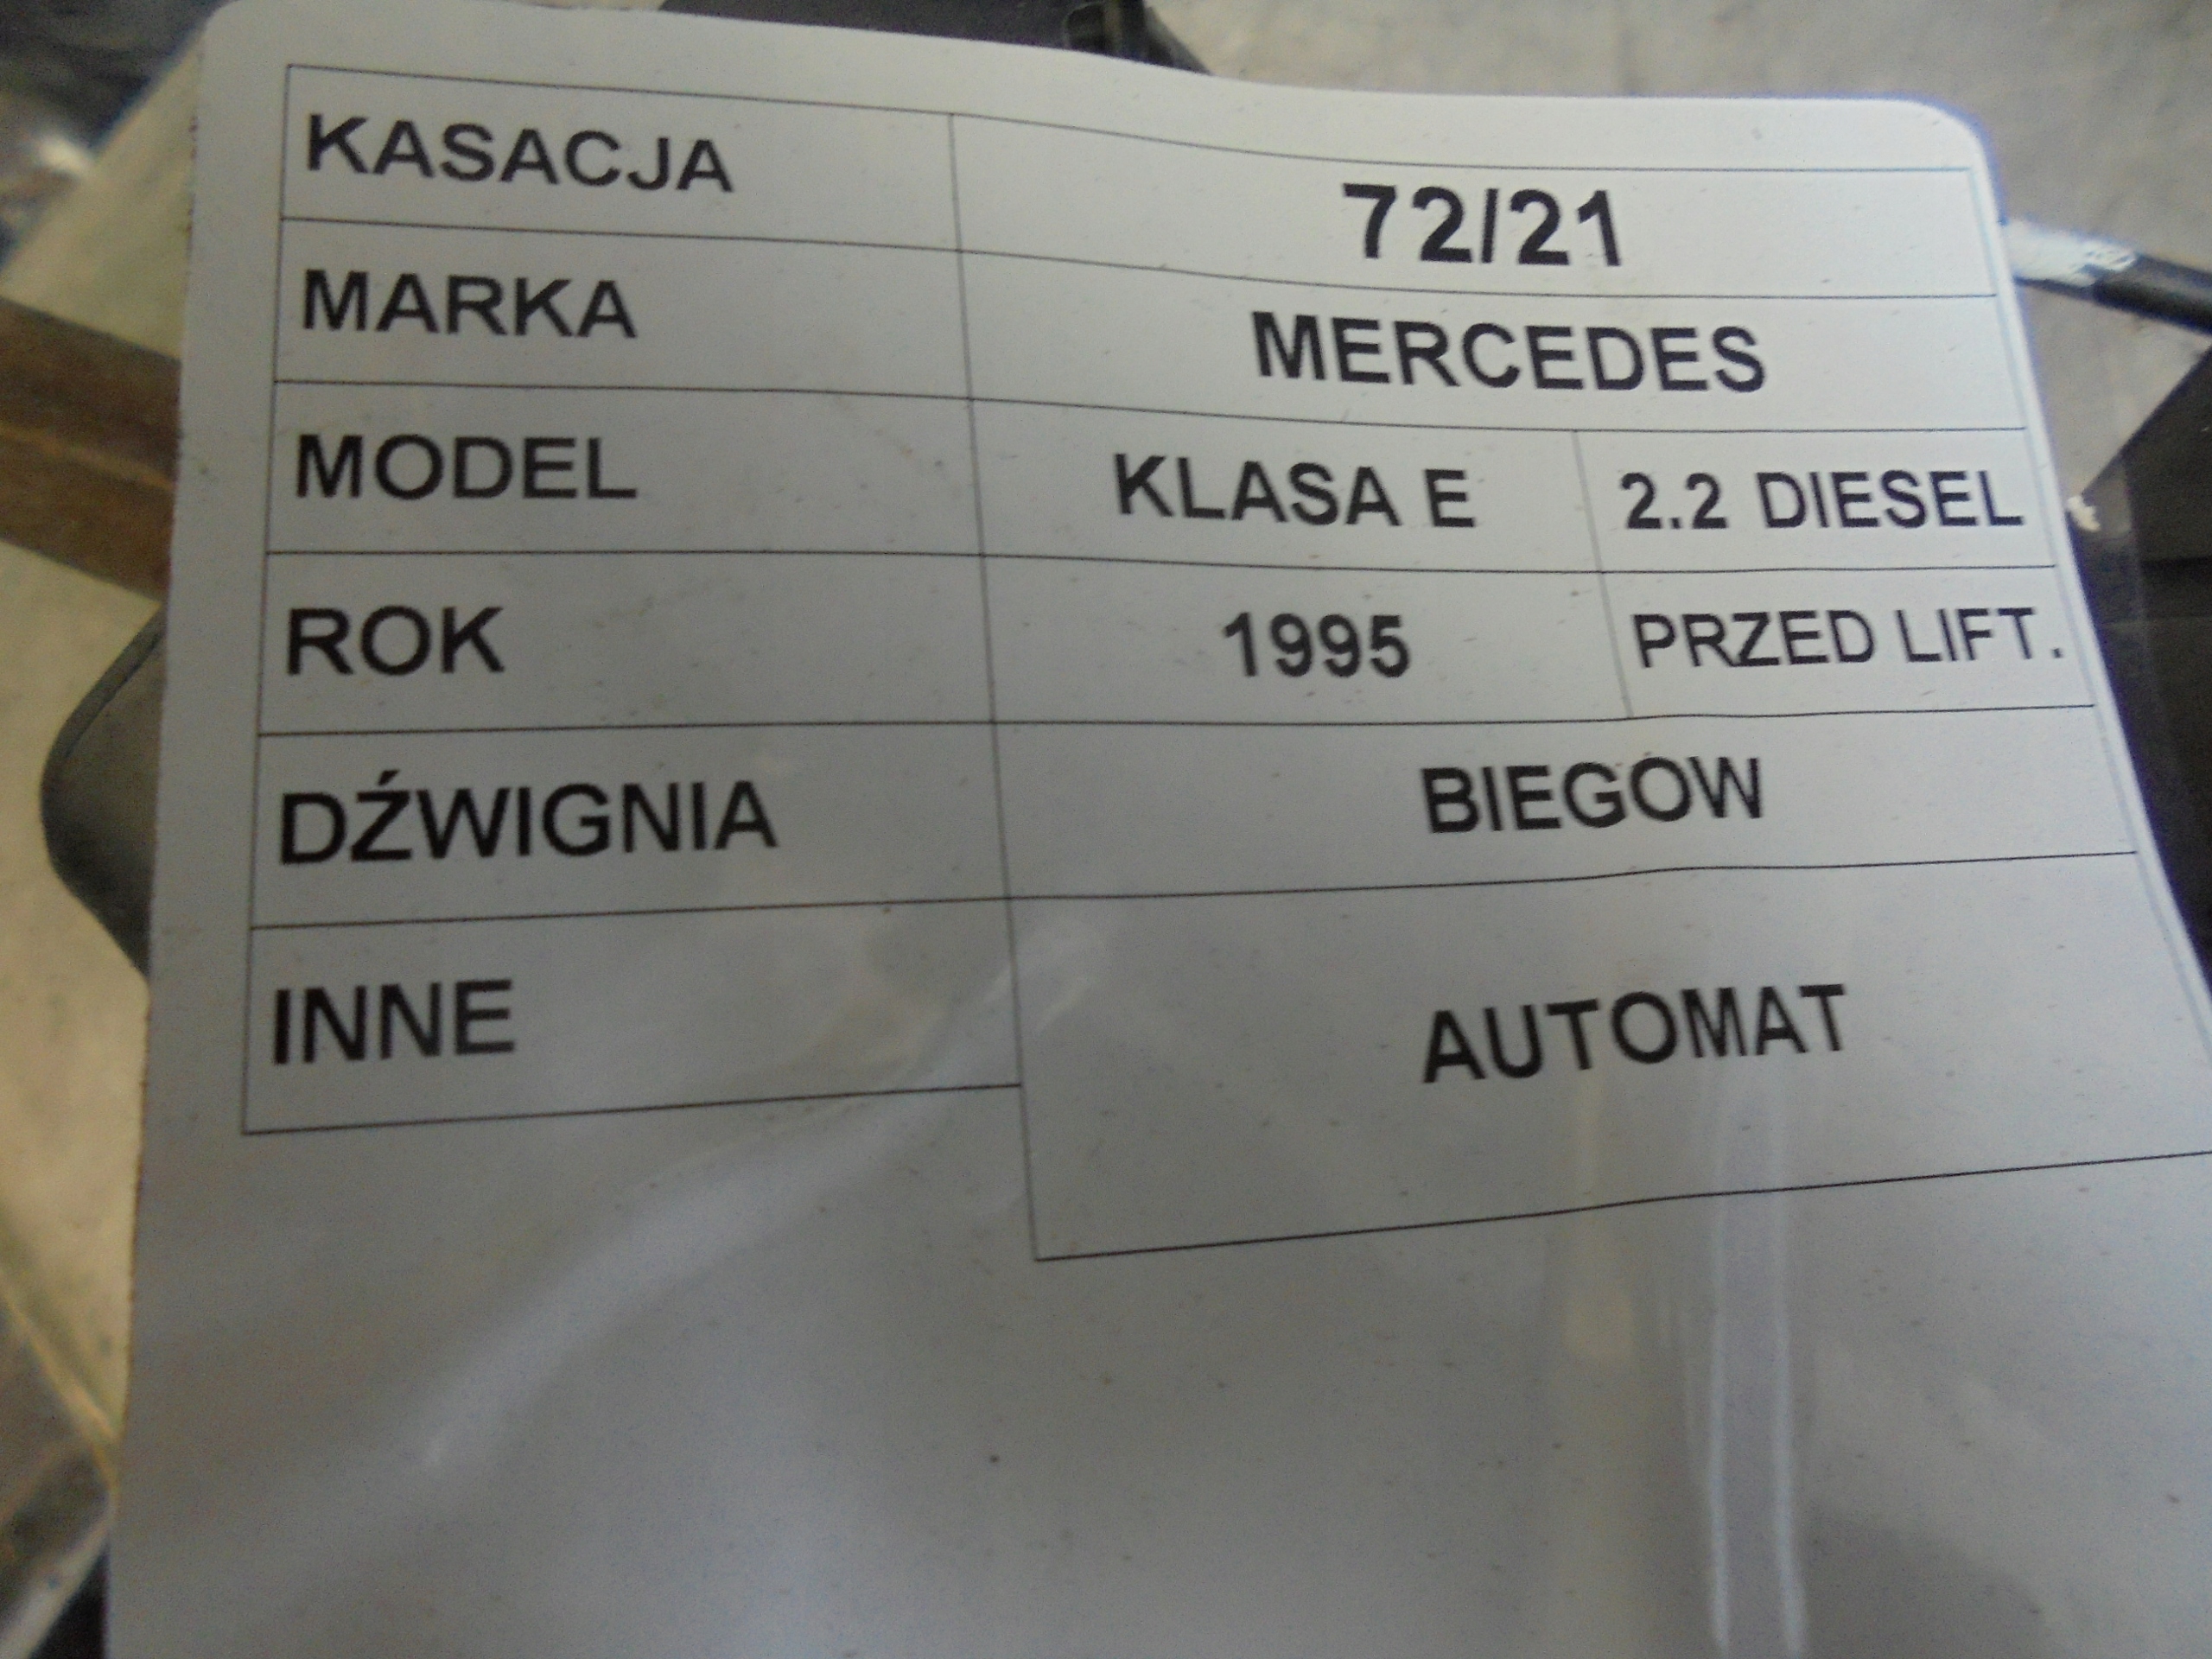 KASACJA 72/21
MARKA MERCEDES
MODEL KLASA E 2.2 DIESEL
ROK 1995 PRZED LIFT.
DŹWIGNIA BIEGOW
INNE AUTOMAT